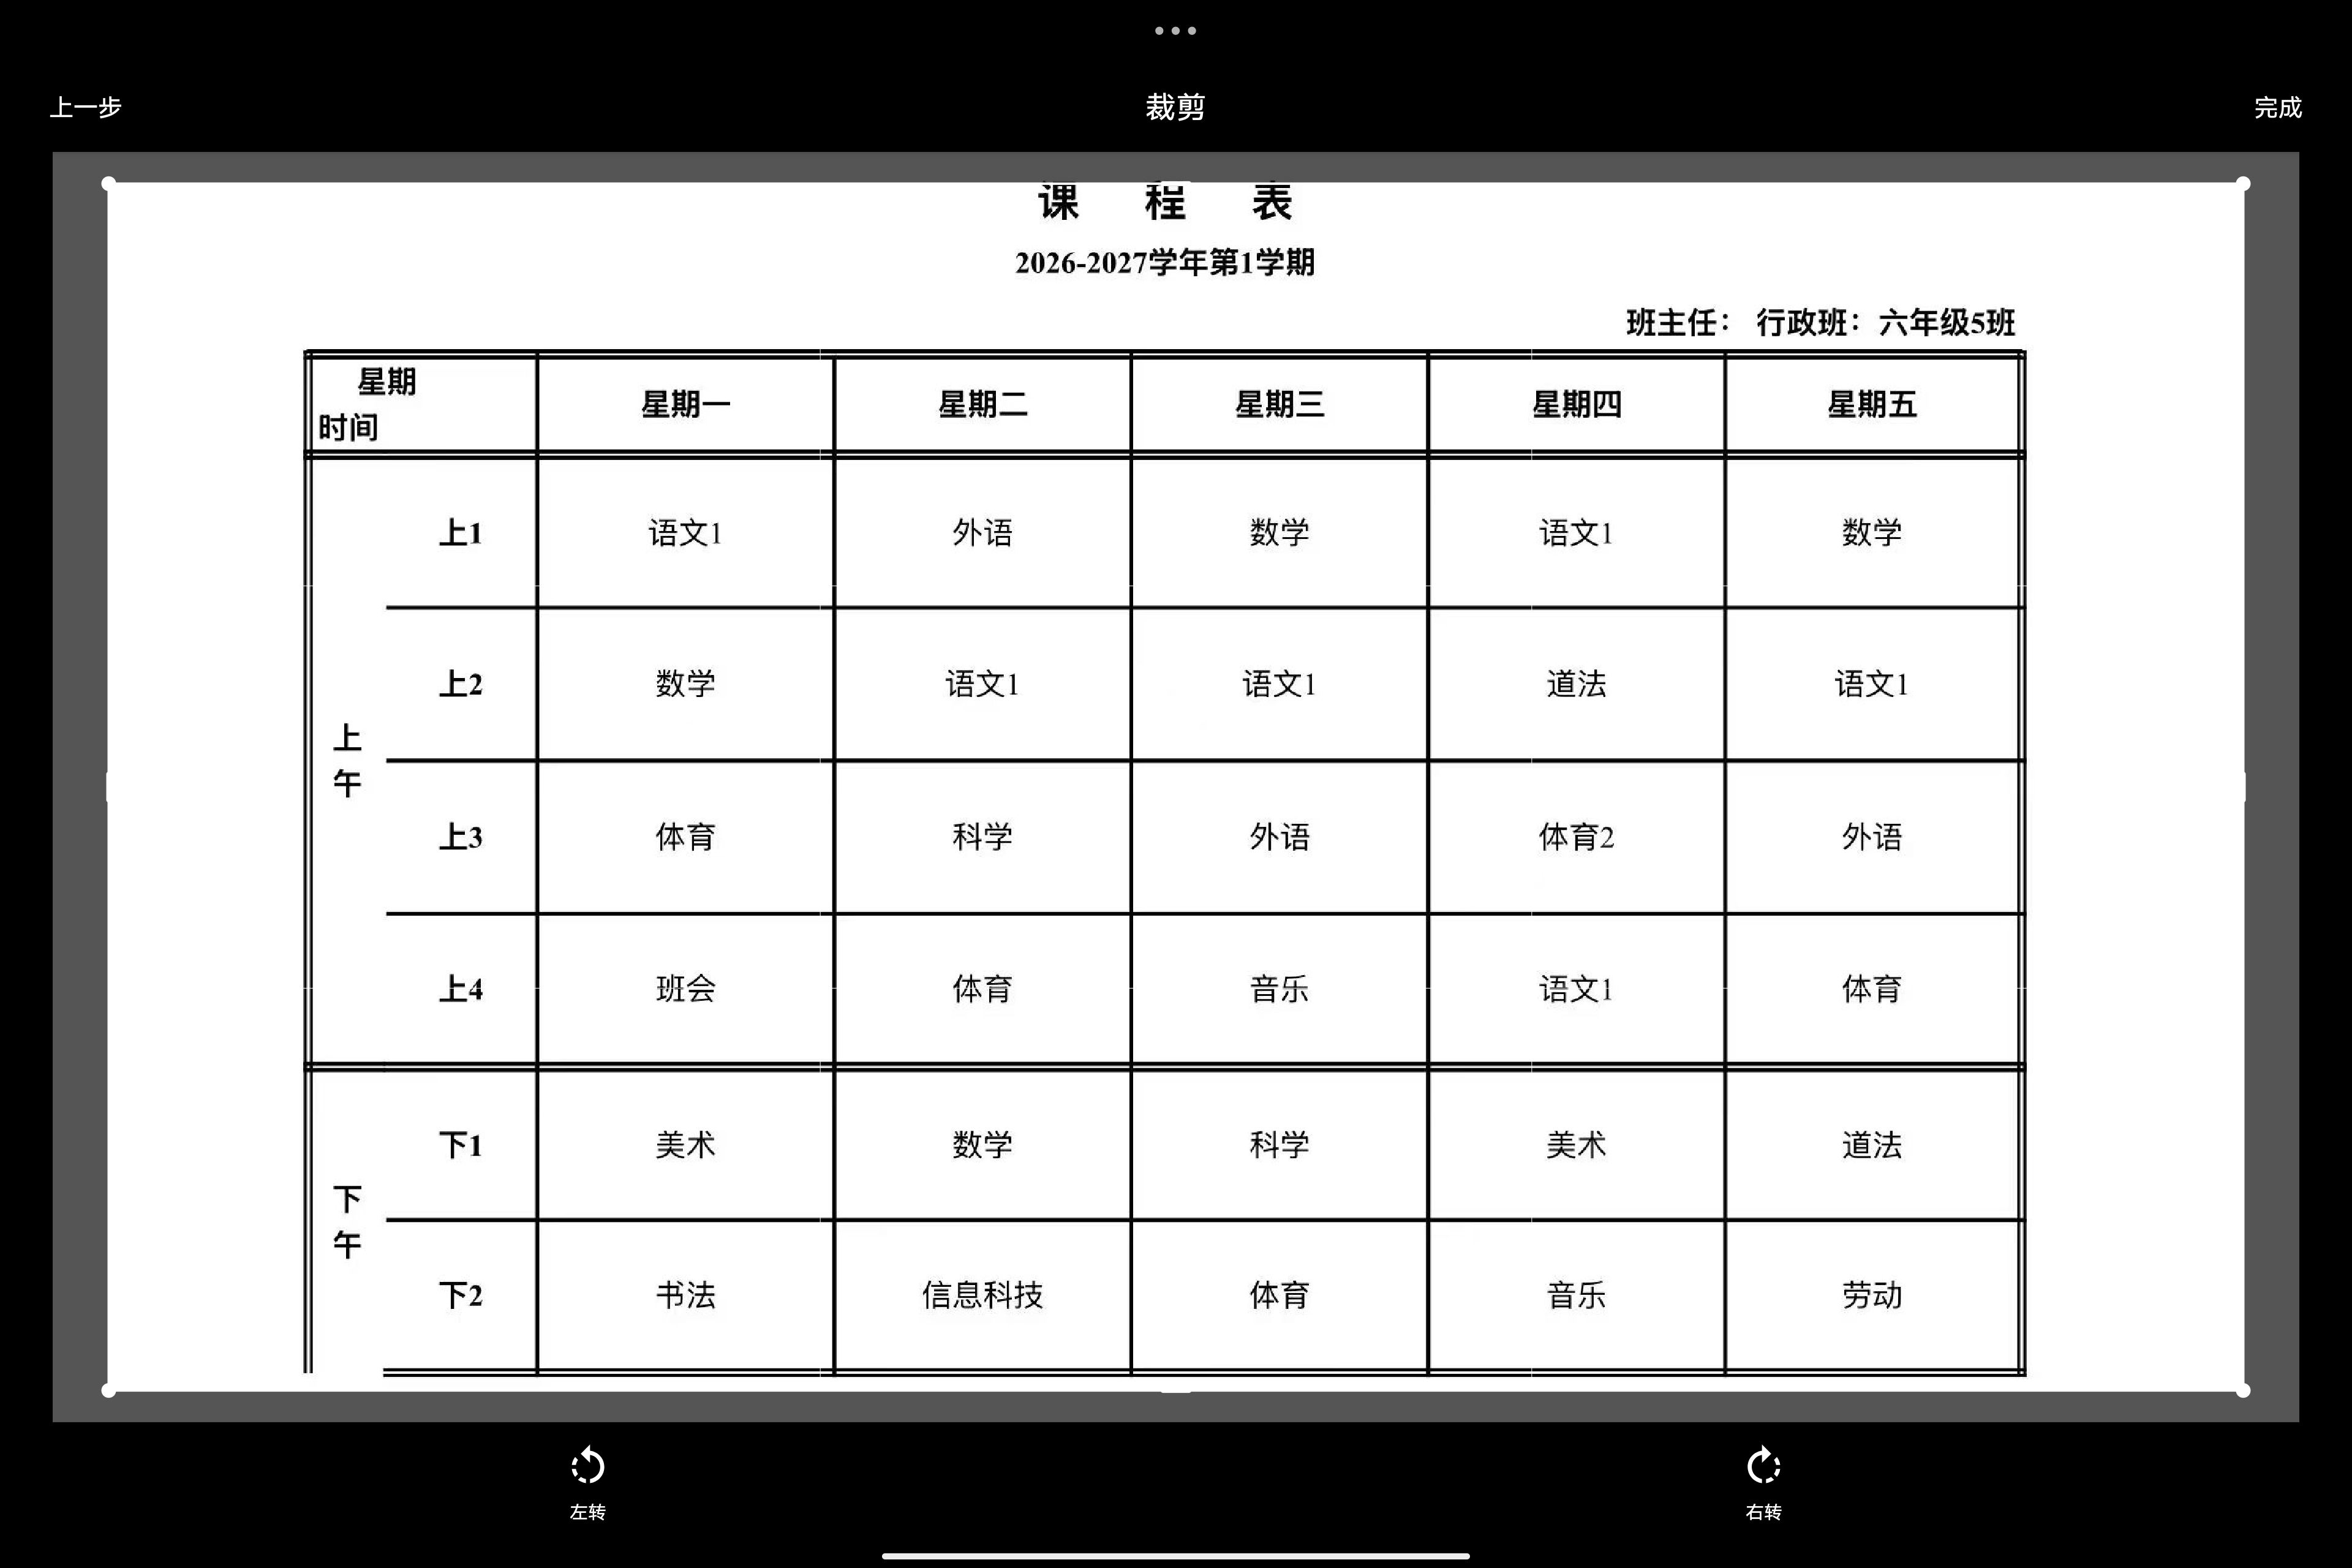 上一步 裁剪 完成
课 程 表
2026-2027学年第1学期
班主任： 行政班：六年级5班
星期
时间
星期一 星期二 星期三 星期四 星期五
上午
上1 语文1 外语 数学 语文1 数学
上2 数学 语文1 语文1 道法 语文1
上3 体育 科学 外语 体育2 外语
上4 班会 体育 音乐 语文1 体育
下午
下1 美术 数学 科学 美术 道法
下2 书法 信息科技 体育 音乐 劳动
左转 右转